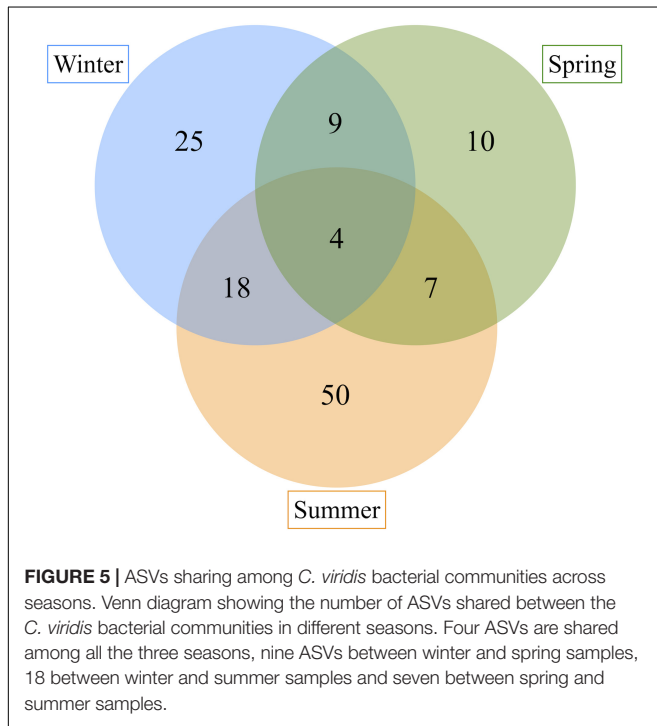 Winter
Spring
25
9
10
4
18
7
50
Summer
FIGURE 5 | ASVs sharing among C. viridis bacterial communities across
seasons. Venn diagram showing the number of ASVs shared between the
C. viridis bacterial communities in different seasons. Four ASVs are shared
among all the three seasons, nine ASVs between winter and spring samples,
18 between winter and summer samples and seven between spring and
summer samples.